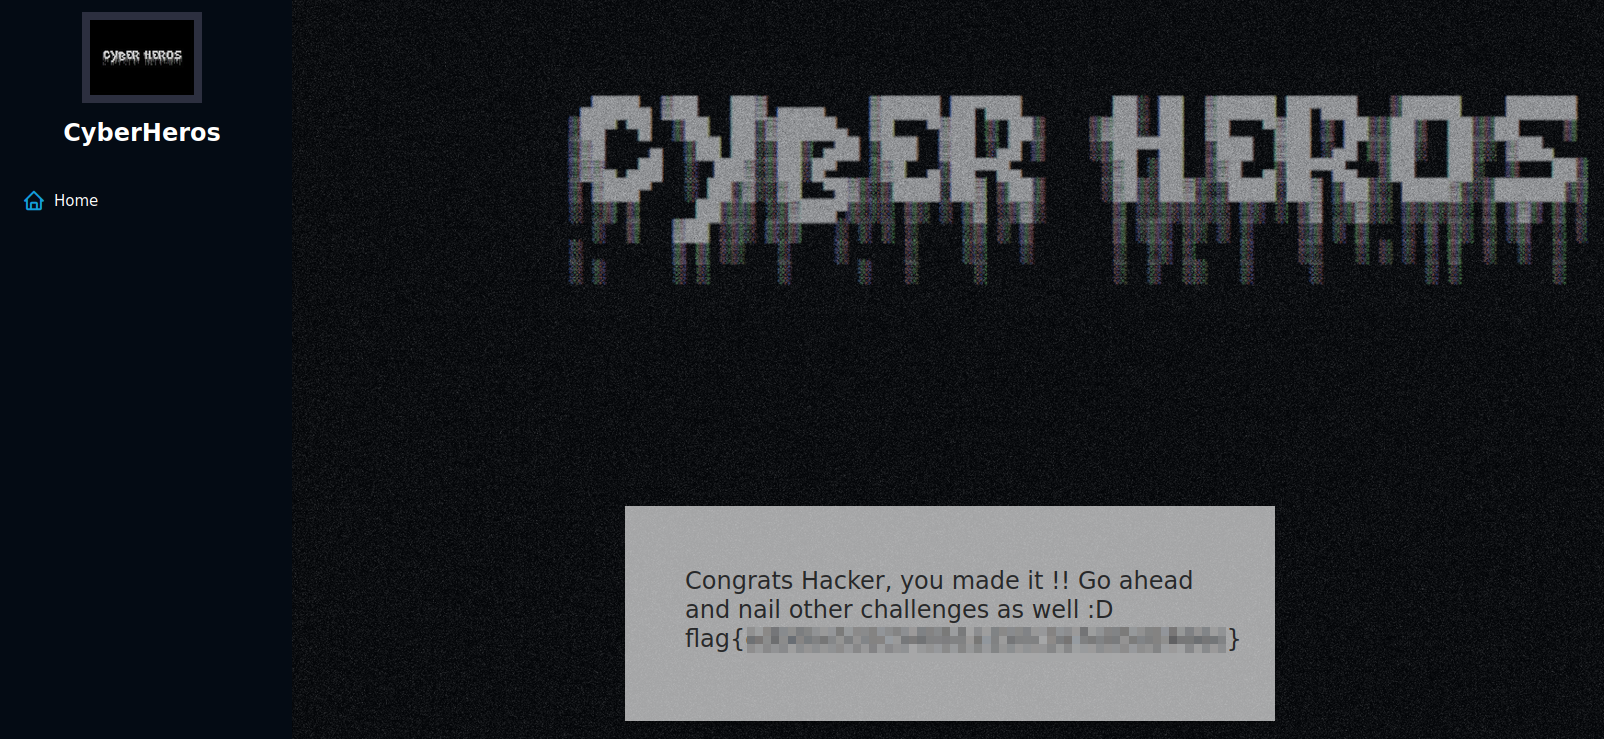 CYBER HEROS
CyberHeros
Home
CYBER HEROS
Congrats Hacker, you made it !! Go ahead
and nail other challenges as well :D
flag{}